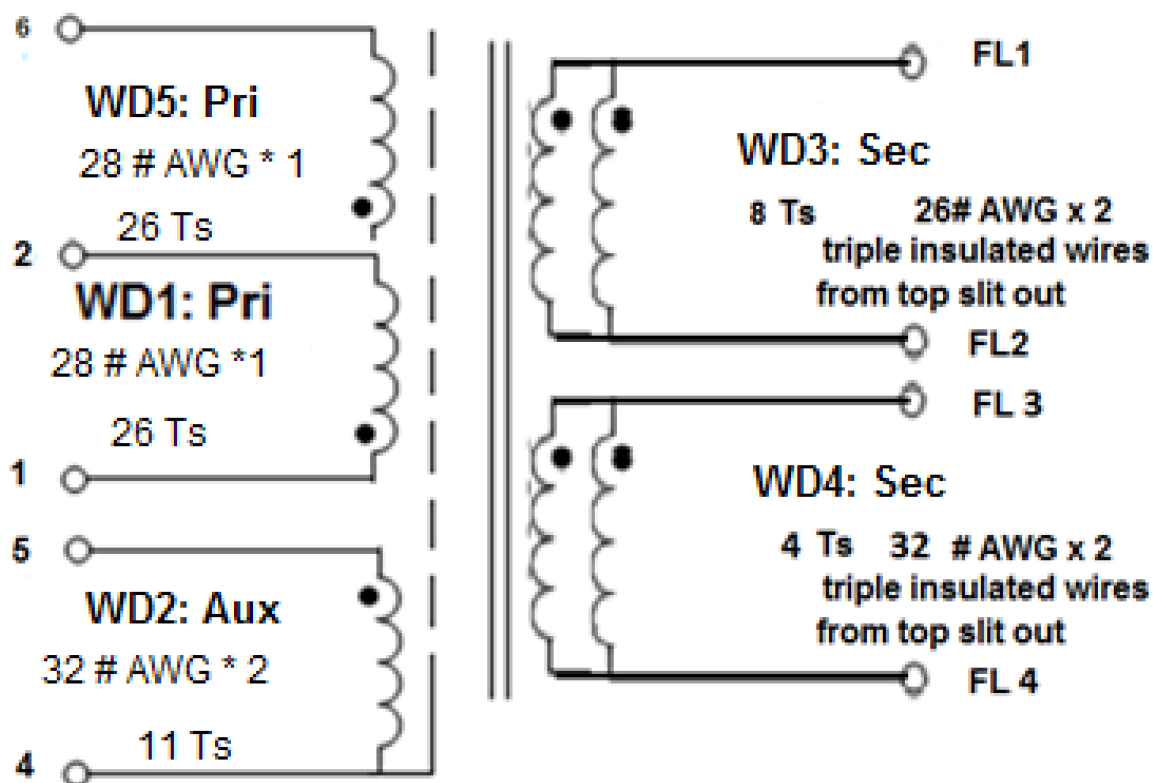 6
WD5: Pri
28 # AWG * 1
26 Ts
2
WD1: Pri
28 # AWG *1
26 Ts
1
5
WD2: Aux
32 # AWG * 2
11 Ts
4
FL1
WD3: Sec
8 Ts 26# AWG x 2
triple insulated wires
from top slit out
FL2
FL 3
WD4: Sec
4 Ts 32 # AWG x 2
triple insulated wires
from top slit out
FL 4